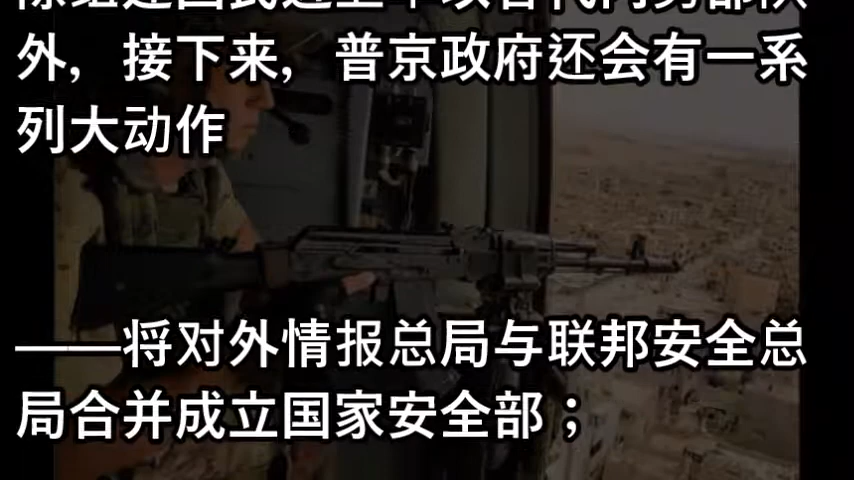 外，接下来，普京政府还会有一系
列大动作
——将对外情报总局与联邦安全总
局合并成立国家安全部；